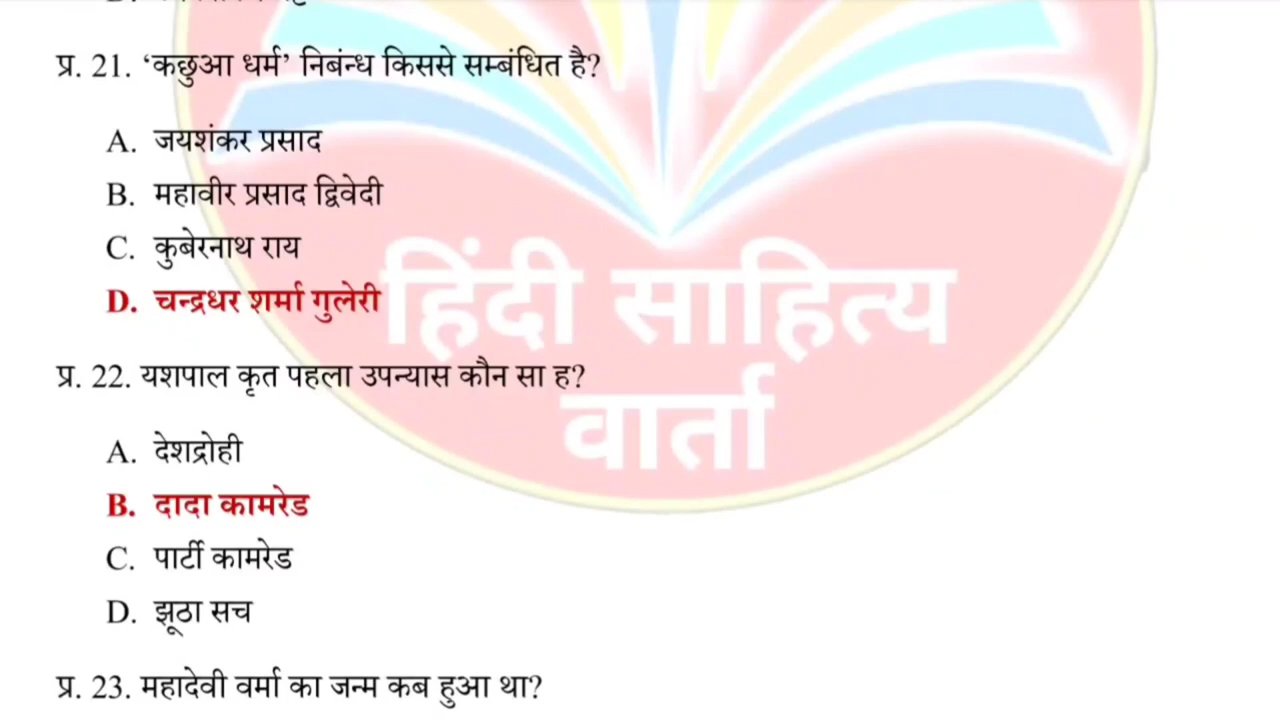 प्र. 21. ‘कछुआ धर्म’ निबंन्ध किससे सम्बंधित है?
A. जयशंकर प्रसाद
B. महावीर प्रसाद द्विवेदी
C. कुबेरनाथ राय
D. चन्द्रधर शर्मा गुलेरी
हिंदी साहित्य
वार्ता
प्र. 22. यशपाल कृत पहला उपन्यास कौन सा ह?
A. देशद्रोही
B. दादा कामरेड
C. पार्टी कामरेड
D. झूठा सच
प्र. 23. महादेवी वर्मा का जन्म कब हुआ था?